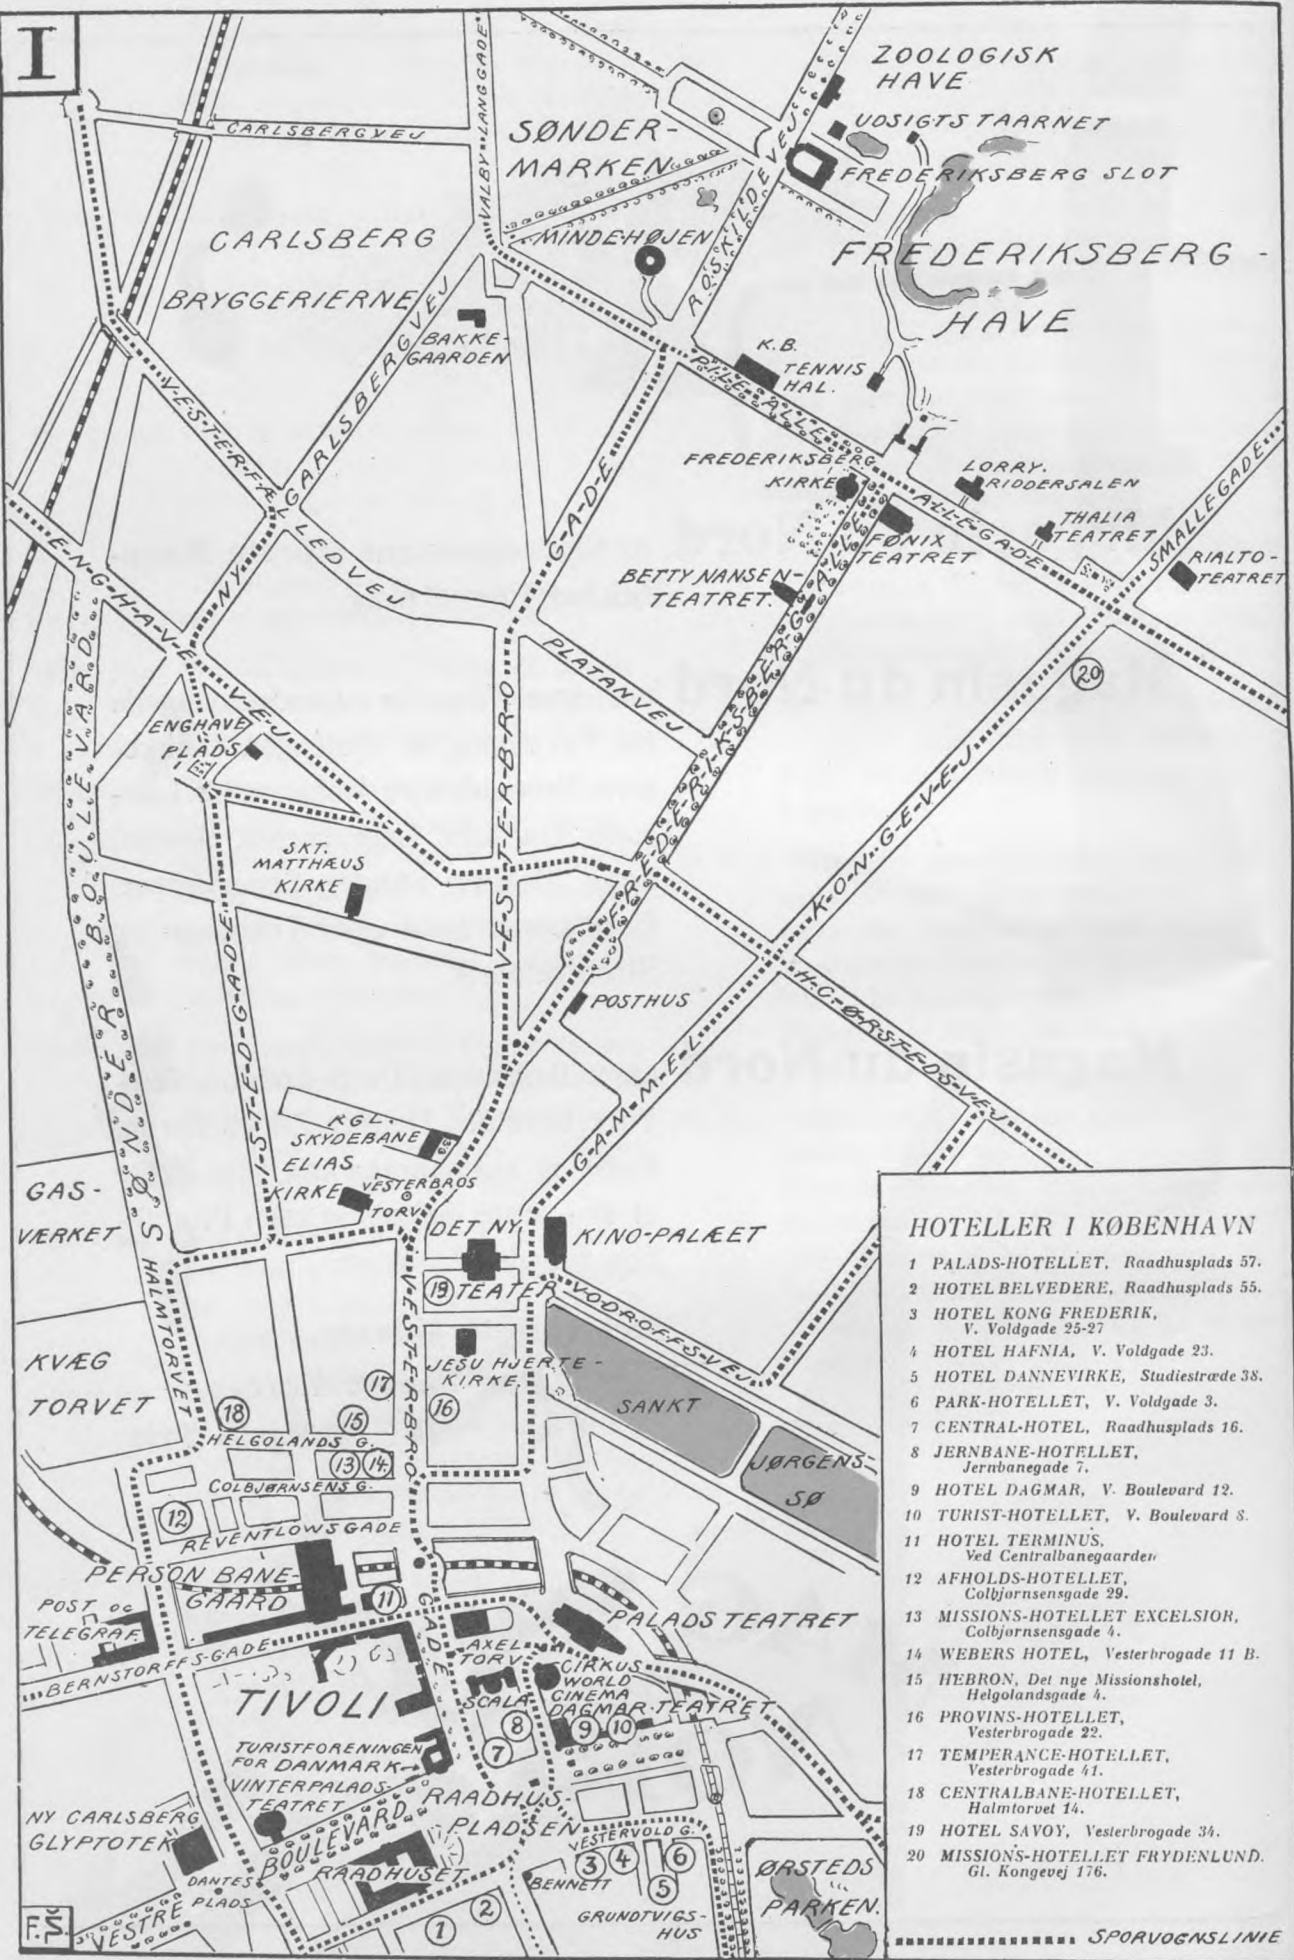 I
ZOOLOGISK
HAVE
UDSIGTSTAARNET
FREDERIKSBERG SLOT
FREDERIKSBERG -
HAVE
CARLSBERGVEJ
VALBY LANGGADE
SØNDER-
MARKEN
ROSKILDEVEJ
MINDEHØJEN
CARLSBERG
BRYGGERIERNE
BAKKE-
GAARDEN
NY CARLSBERGVEJ
K.B.
TENNIS
HAL.
PILE ALLE
VESTERFÆLLEDVEJ
FREDERIKSBERG
KIRKE
LORRY.
RIDDERSALEN
ALLEGADE
THALIA
TEATRET
SMALLEGADE
RIALTO-
TEATRET
FØNIX
TEATRET
BETTY NANSEN-
TEATRET.
ENGHAVEVEJ
PLATANVEJ
FREDERIKSBERG ALLE
20
ENGHAVE
PLADS
VESTERBROGADE
GAMMEL KONGEVEJ
SKT.
MATTHÆUS
KIRKE
SØNDER BOULEVARD
ISTEDGADE
POSTHUS
H.C. ØRSTEDSVEJ
KGL.
SKYDEBANE
ELIAS
KIRKE
VESTERBROS
TORV
GAS-
VÆRKET
DET NY
TEATER
19
KINO-PALÆET
VODROFFSVEJ
HALMTORVET
VESTERBRO
GADE
JESU HJERTE-
KIRKE.
KVÆG
TORVET
17
16
18
15
SANKT
JØRGENS-
SØ
HELGOLANDS G.
13
14
COLBJØRNSENS G.
12
REVENTLOWSGADE
PERSON BANE-
GAARD
11
POST OG
TELEGRAF.
PALADS TEATRET
BERNSTORFFSGADE
AXEL
TORV
TIVOLI
SCALA
CIRKUS
WORLD
CINEMA
DAGMAR-TEATRET
8
9
10
7
TURISTFORENINGEN
FOR DANMARK
VINTERPALADS-
TEATRET
RAADHUS-
PLADSEN
NY CARLSBERG
GLYPTOTEK
VESTRE BOULEVARD
RAADHUSET
VESTERVOLD G.
3
4
6
5
BENNETT
DANTES
PLADS
1
2
GRUNDTVIGS-
HUS
ØRSTEDS
PARKEN.
F.Š.
HOTELLER I KØBENHAVN
1 PALADS-HOTELLET, Raadhusplads 57.
2 HOTEL BELVEDERE, Raadhusplads 55.
3 HOTEL KONG FREDERIK,
V. Voldgade 25-27
4 HOTEL HAFNIA, V. Voldgade 23.
5 HOTEL DANNEVIRKE, Studiestræde 38.
6 PARK-HOTELLET, V. Voldgade 3.
7 CENTRAL-HOTEL, Raadhusplads 16.
8 JERNBANE-HOTELLET,
Jernbanegade 7.
9 HOTEL DAGMAR, V. Boulevard 12.
10 TURIST-HOTELLET, V. Boulevard 8.
11 HOTEL TERMINUS,
Ved Centralbanegaarden
12 AFHOLDS-HOTELLET,
Colbjørnsensgade 29.
13 MISSIONS-HOTELLET EXCELSIOR,
Colbjørnsensgade 4.
14 WEBERS HOTEL, Vesterbrogade 11 B.
15 HEBRON, Det nye Missionshotel,
Helgolandsgade 4.
16 PROVINS-HOTELLET,
Vesterbrogade 22.
17 TEMPERANCE-HOTELLET,
Vesterbrogade 41.
18 CENTRALBANE-HOTELLET,
Halmtorvet 14.
19 HOTEL SAVOY, Vesterbrogade 34.
20 MISSIONS-HOTELLET FRYDENLUND.
Gl. Kongevej 176.
SPORVOGNSLINIE